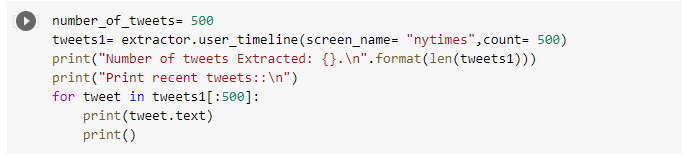 number_of_tweets= 500
tweets1= extractor.user_timeline(screen_name= "nytimes",count= 500)
print("Number of tweets Extracted: {}.\n".format(len(tweets1)))
print("Print recent tweets::\n")
for tweet in tweets1[:500]:
    print(tweet.text)
    print()